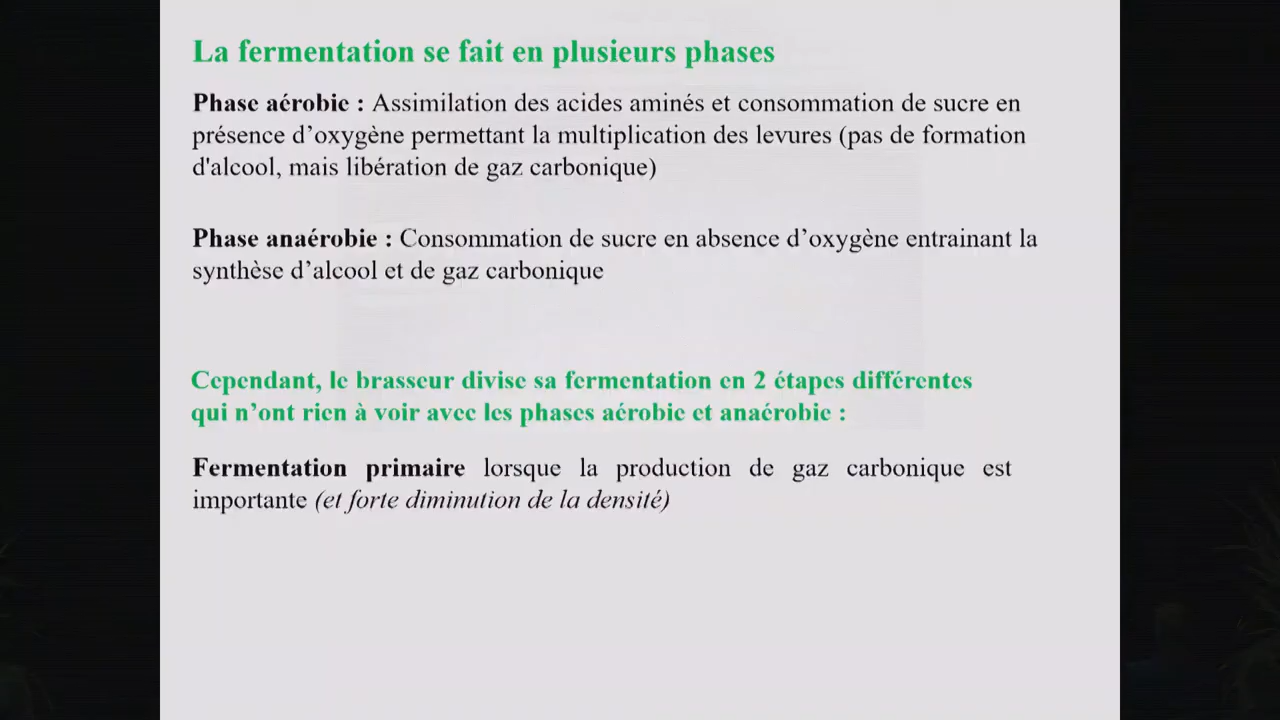 La fermentation se fait en plusieurs phases
Phase aérobie : Assimilation des acides aminés et consommation de sucre en
présence d’oxygène permettant la multiplication des levures (pas de formation
d'alcool, mais libération de gaz carbonique)
Phase anaérobie : Consommation de sucre en absence d’oxygène entrainant la
synthèse d’alcool et de gaz carbonique
Cependant, le brasseur divise sa fermentation en 2 étapes différentes
qui n’ont rien à voir avec les phases aérobie et anaérobie :
Fermentation primaire lorsque la production de gaz carbonique est
importante (et forte diminution de la densité)